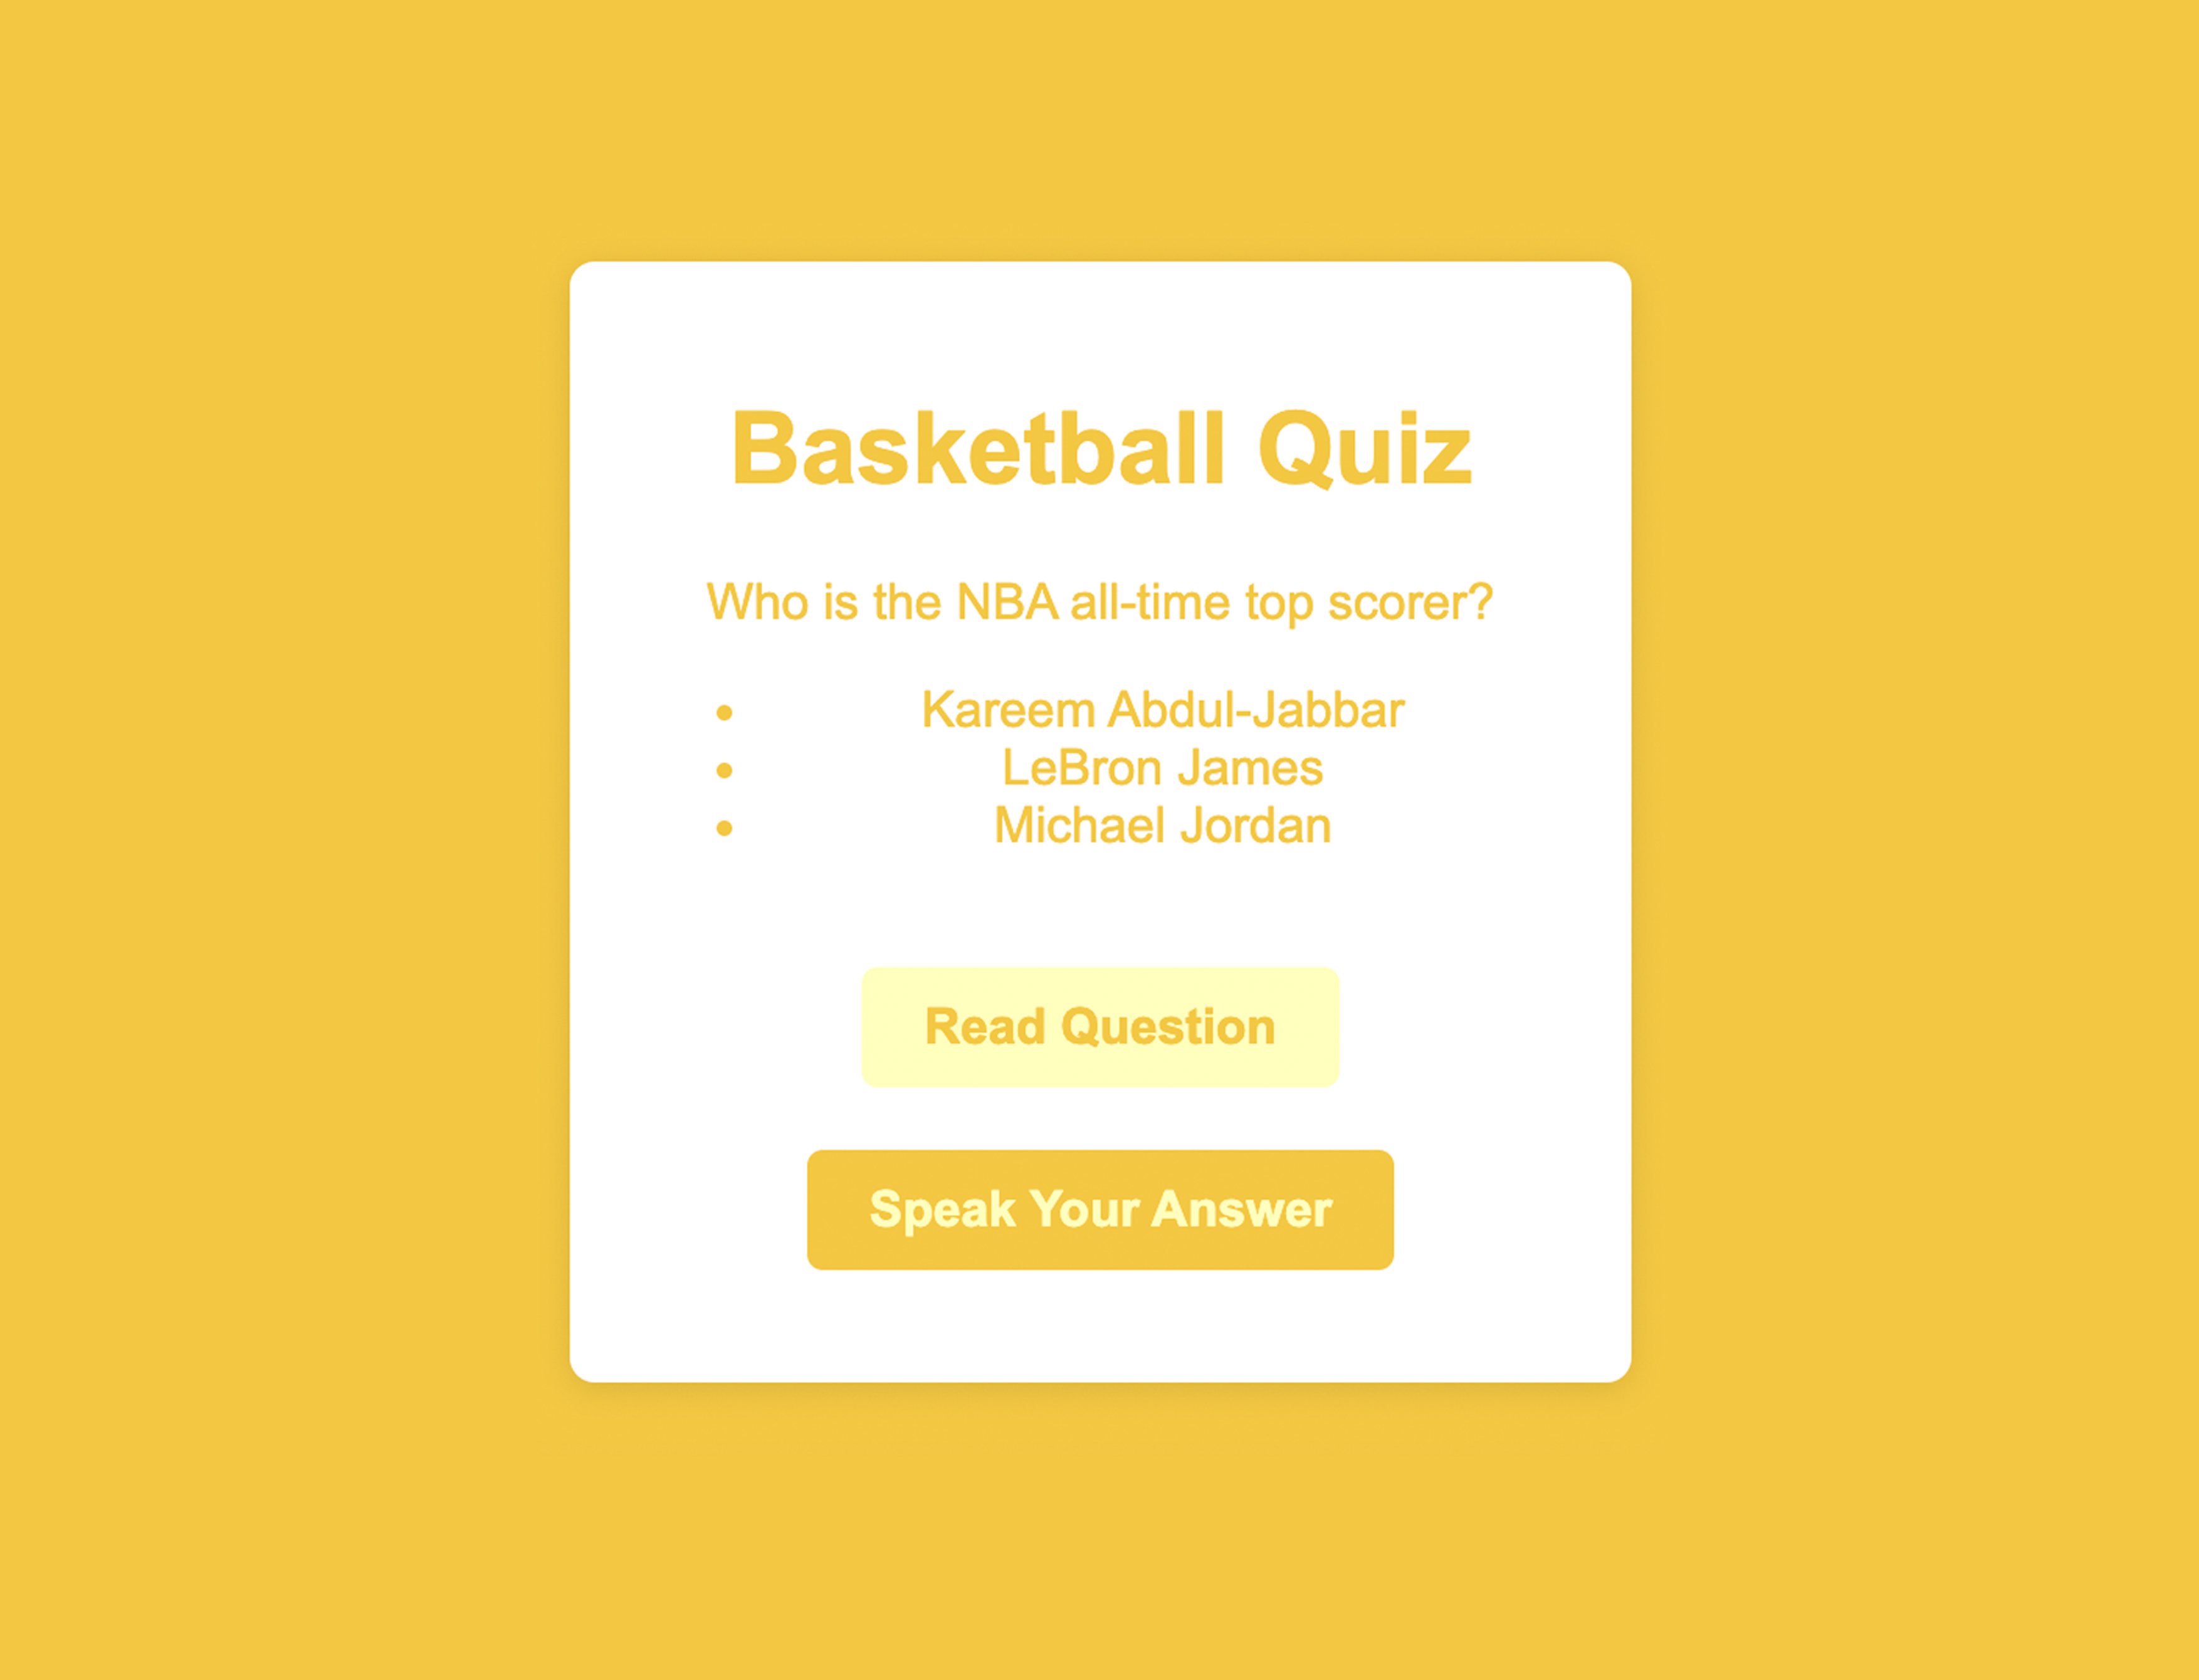 Basketball Quiz
Who is the NBA all-time top scorer?
• Kareem Abdul-Jabbar
• LeBron James
• Michael Jordan
Read Question
Speak Your Answer